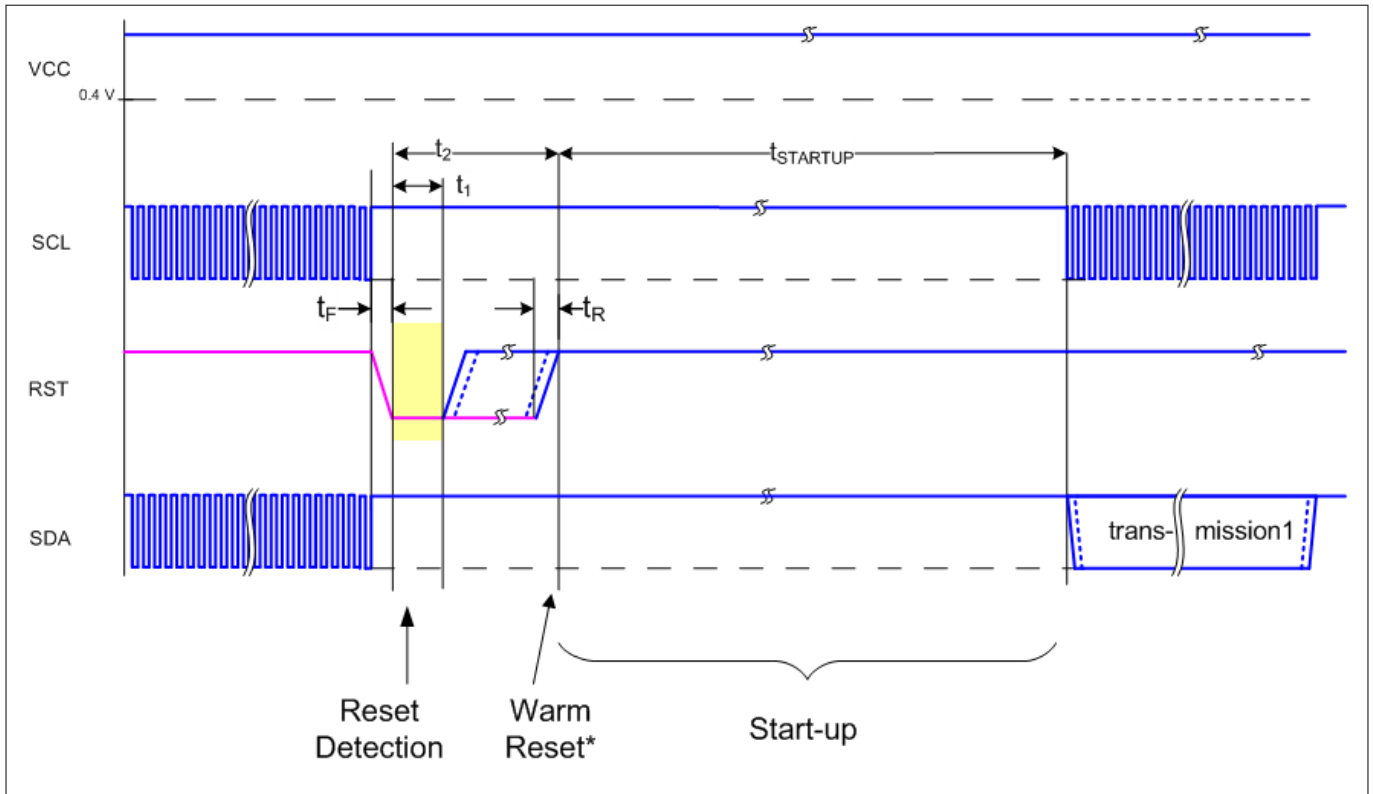 VCC
0.4 V
t2
tSTARTUP
t1
SCL
tF
tR
RST
SDA
trans- mission1
Reset
Detection
Warm
Reset*
Start-up